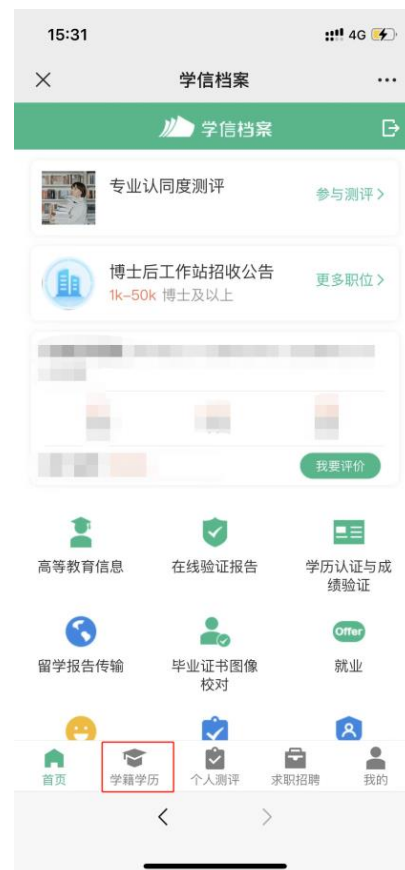 15:31
4G
学信档案
学信档案
专业认同度测评
参与测评
博士后工作站招收公告
更多职位
1k-50k 博士及以上
我要评价
高等教育信息
在线验证报告
学历认证与成
绩验证
留学报告传输
毕业证书图像
校对
Offer
就业
首页
学籍学历
个人测评
求职招聘
我的